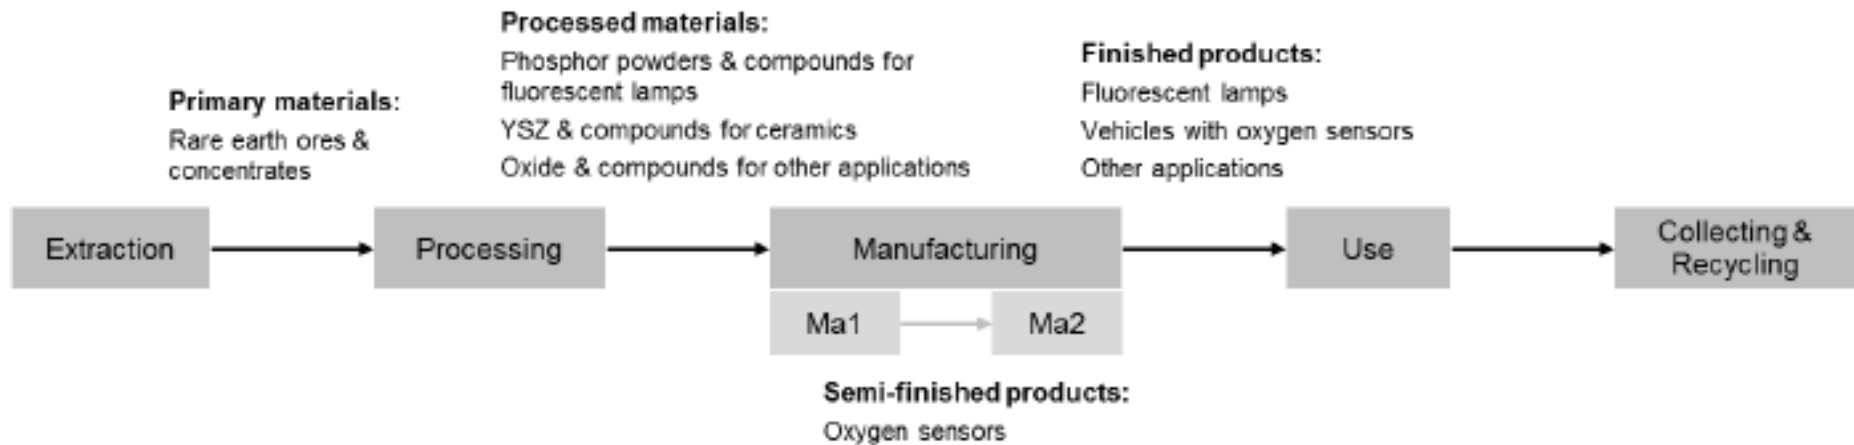 Processed materials:
Phosphor powders & compounds for
fluorescent lamps
YSZ & compounds for ceramics
Oxide & compounds for other applications
Finished products:
Fluorescent lamps
Vehicles with oxygen sensors
Other applications
Primary materials:
Rare earth ores &
concentrates
Extraction
Processing
Manufacturing
Use
Collecting &
Recycling
Ma1
Ma2
Semi-finished products:
Oxygen sensors